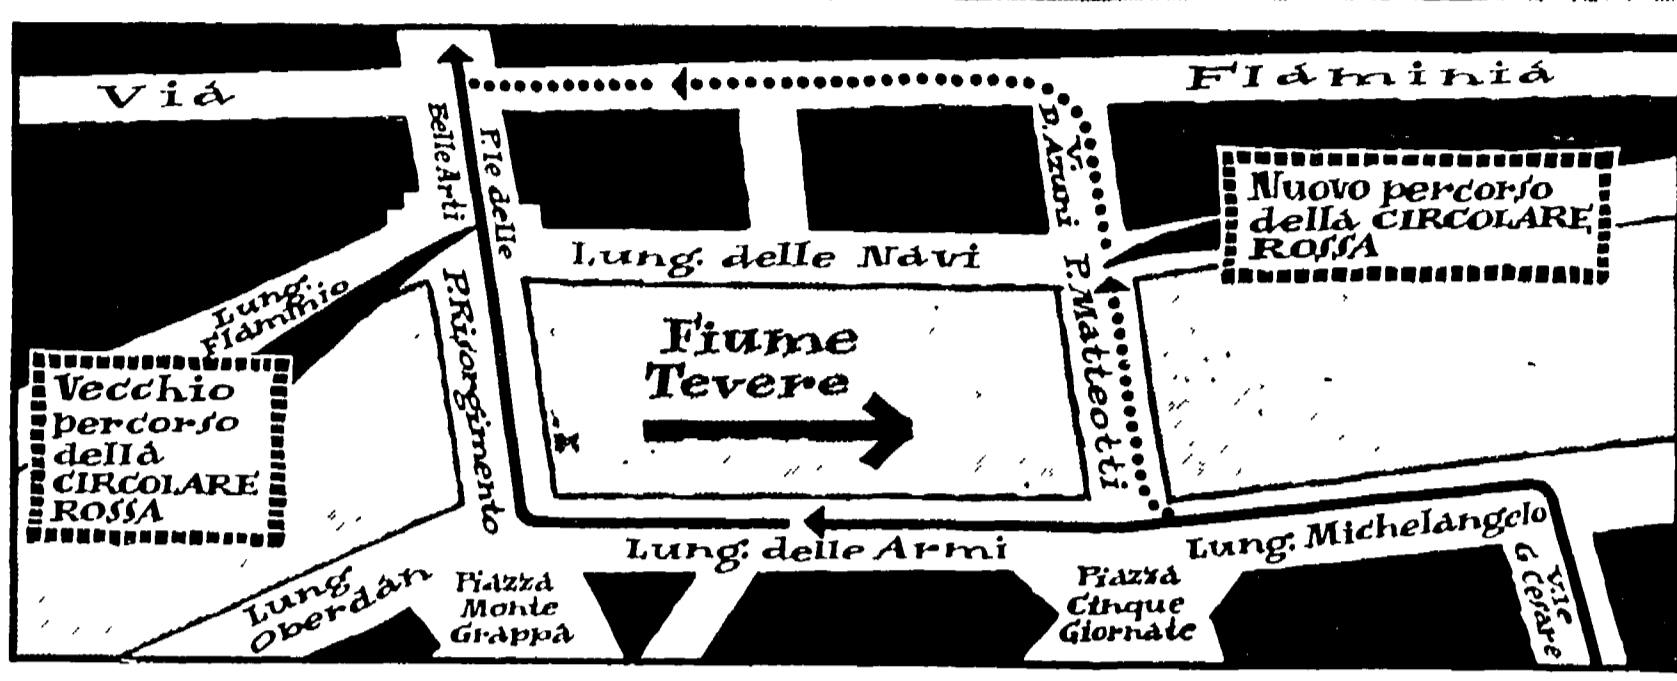 Via Flaminia
Belle Arti
P.le delle
V.
D. Azuni
Nuovo percorso
della CIRCOLARE
ROSSA
Lung. delle Navi
Lung.
Flaminio
P. Risorgimento
P. Matteotti
Fiume
Tevere
Vecchio
percorso
della
CIRCOLARE
ROSSA
Lung. delle Armi
Lung. Michelangelo
Lung.
Oberdan
Piazza
Monte
Grappa
Piazza
Cinque
Giornate
V.le
G Cesare